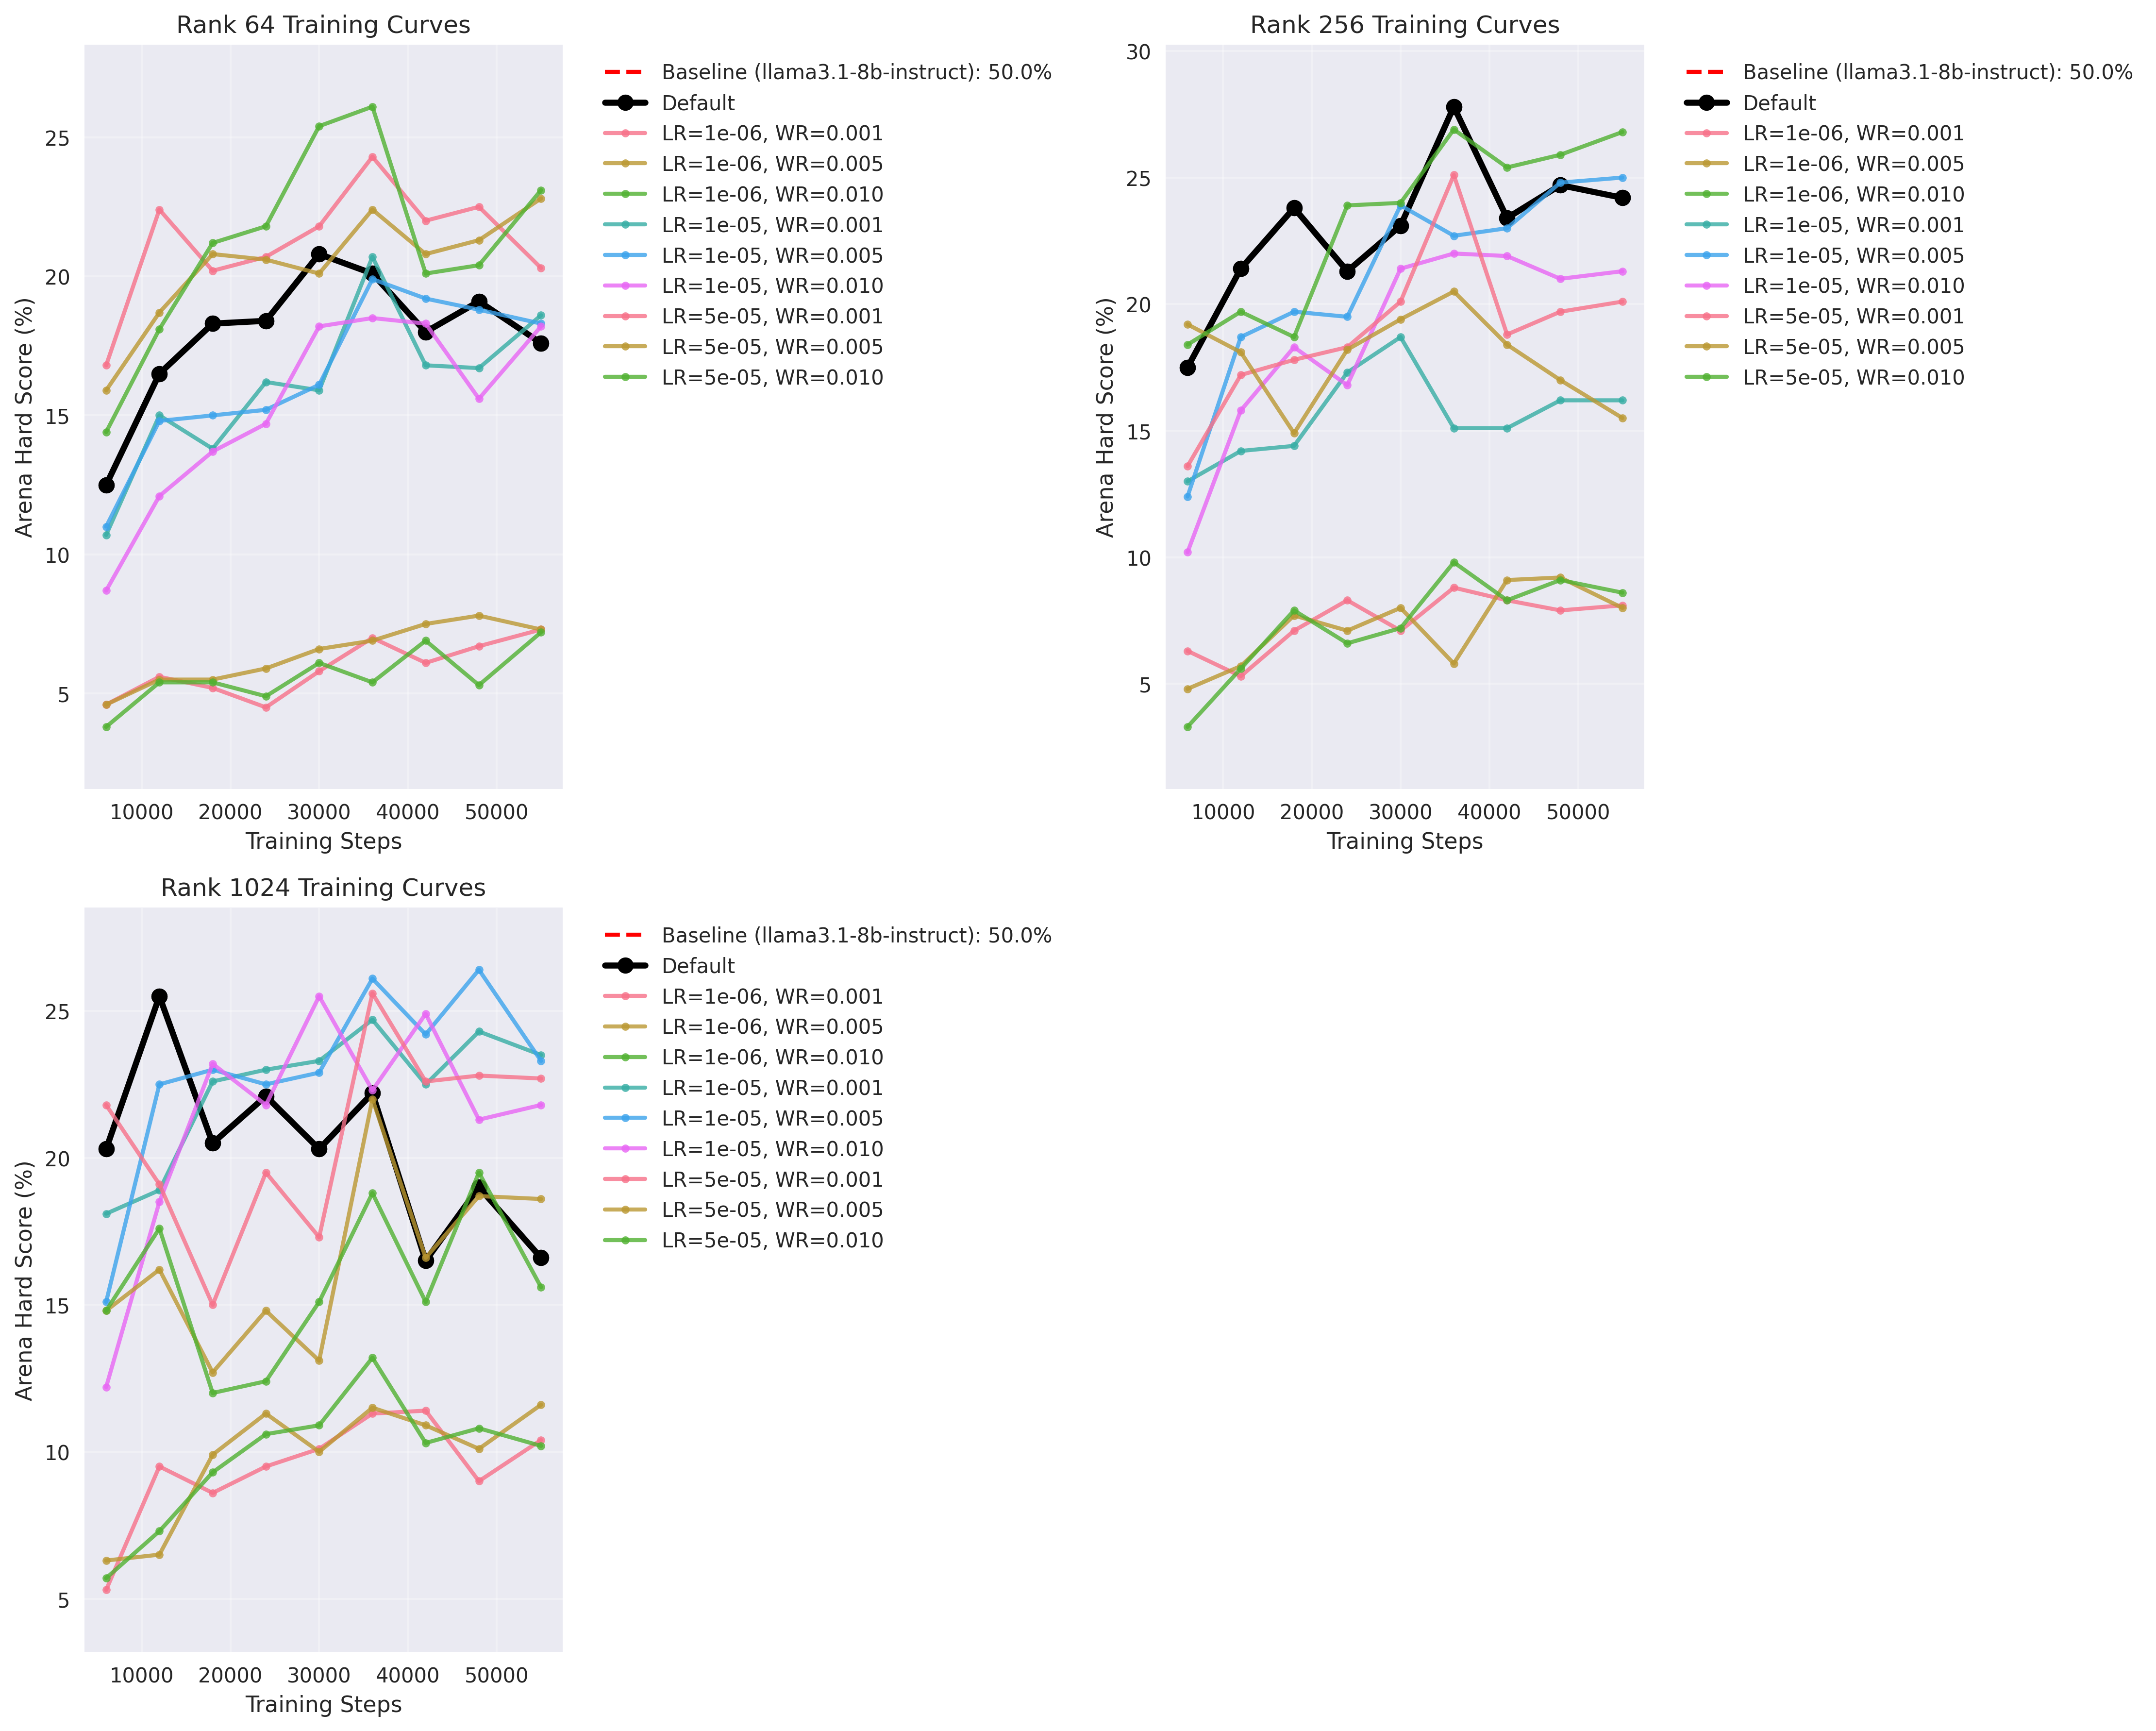 Rank 64 Training Curves
Arena Hard Score (%)
25
20
15
10
5
10000 20000 30000 40000 50000
Training Steps
Baseline (llama3.1-8b-instruct): 50.0%
Default
LR=1e-06, WR=0.001
LR=1e-06, WR=0.005
LR=1e-06, WR=0.010
LR=1e-05, WR=0.001
LR=1e-05, WR=0.005
LR=1e-05, WR=0.010
LR=5e-05, WR=0.001
LR=5e-05, WR=0.005
LR=5e-05, WR=0.010
Rank 256 Training Curves
Arena Hard Score (%)
30
25
20
15
10
5
10000 20000 30000 40000 50000
Training Steps
Baseline (llama3.1-8b-instruct): 50.0%
Default
LR=1e-06, WR=0.001
LR=1e-06, WR=0.005
LR=1e-06, WR=0.010
LR=1e-05, WR=0.001
LR=1e-05, WR=0.005
LR=1e-05, WR=0.010
LR=5e-05, WR=0.001
LR=5e-05, WR=0.005
LR=5e-05, WR=0.010
Rank 1024 Training Curves
Arena Hard Score (%)
25
20
15
10
5
10000 20000 30000 40000 50000
Training Steps
Baseline (llama3.1-8b-instruct): 50.0%
Default
LR=1e-06, WR=0.001
LR=1e-06, WR=0.005
LR=1e-06, WR=0.010
LR=1e-05, WR=0.001
LR=1e-05, WR=0.005
LR=1e-05, WR=0.010
LR=5e-05, WR=0.001
LR=5e-05, WR=0.005
LR=5e-05, WR=0.010